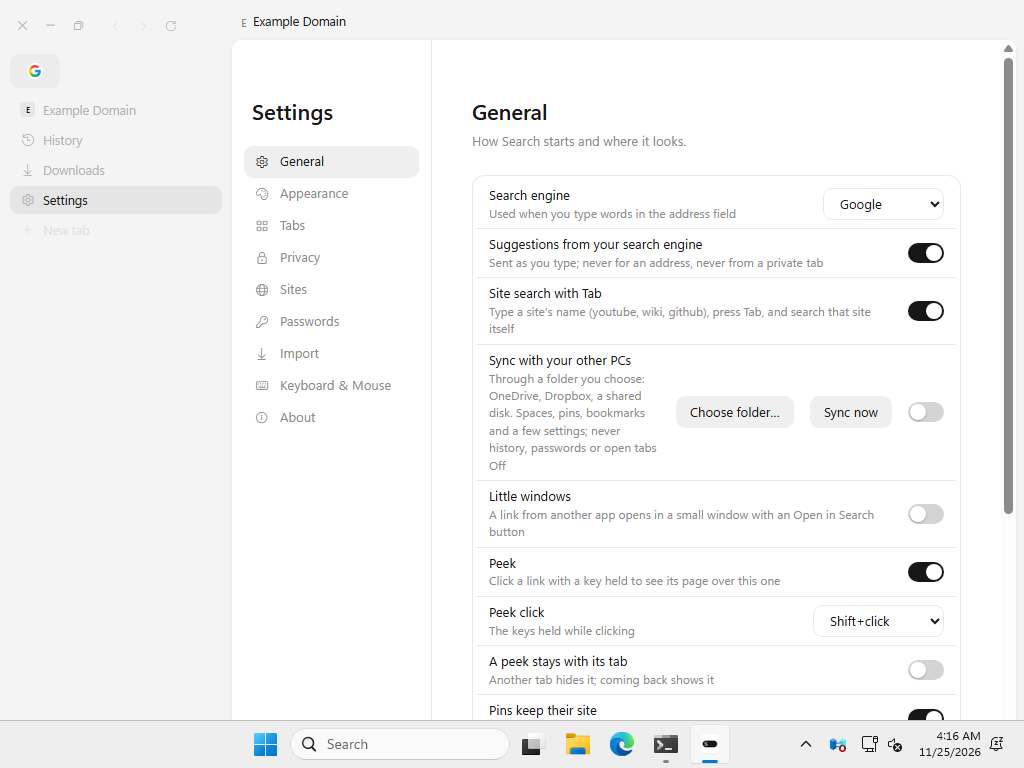 E Example Domain
E Example Domain
History
Downloads
Settings
New tab
Settings
General
Appearance
Tabs
Privacy
Sites
Passwords
Import
Keyboard & Mouse
About
General
How Search starts and where it looks.
Search engine
Used when you type words in the address field
Google
Suggestions from your search engine
Sent as you type; never for an address, never from a private tab
Site search with Tab
Type a site's name (youtube, wiki, github), press Tab, and search that site
itself
Sync with your other PCs
Through a folder you choose:
OneDrive, Dropbox, a shared
disk. Spaces, pins, bookmarks
and a few settings; never
history, passwords or open tabs
Off
Choose folder...
Sync now
Little windows
A link from another app opens in a small window with an Open in Search
button
Peek
Click a link with a key held to see its page over this one
Peek click
The keys held while clicking
Shift+click
A peek stays with its tab
Another tab hides it; coming back shows it
Pins keep their site
Search
4:16 AM
11/25/2026